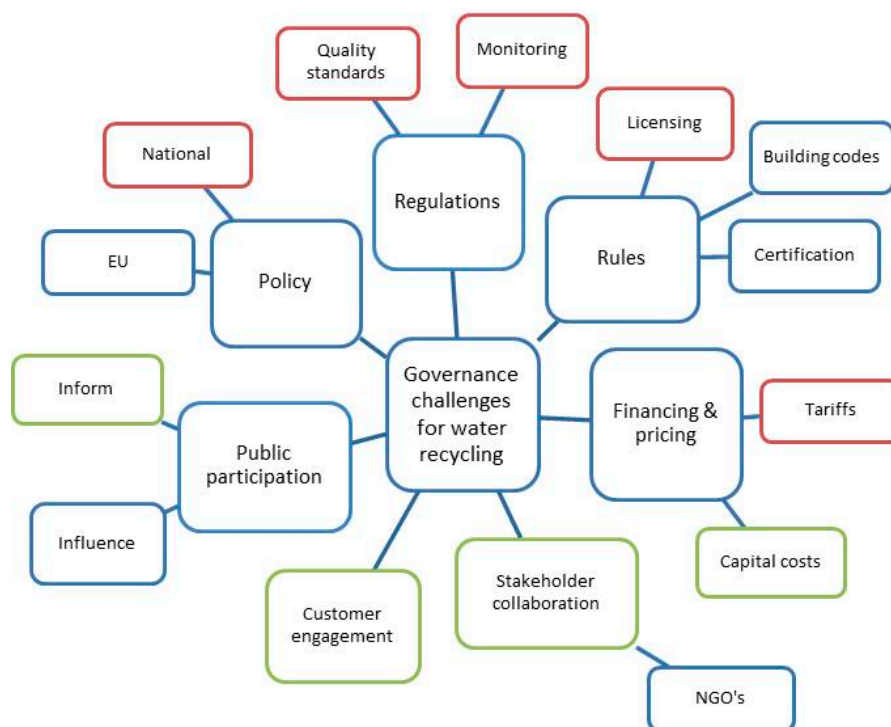 Quality
standards
Monitoring
Licensing
National
Building codes
Regulations
EU
Policy
Rules
Certification
Governance
challenges
for water
recycling
Inform
Financing &
pricing
Tariffs
Public
participation
Influence
Capital costs
Stakeholder
collaboration
Customer
engagement
NGO's